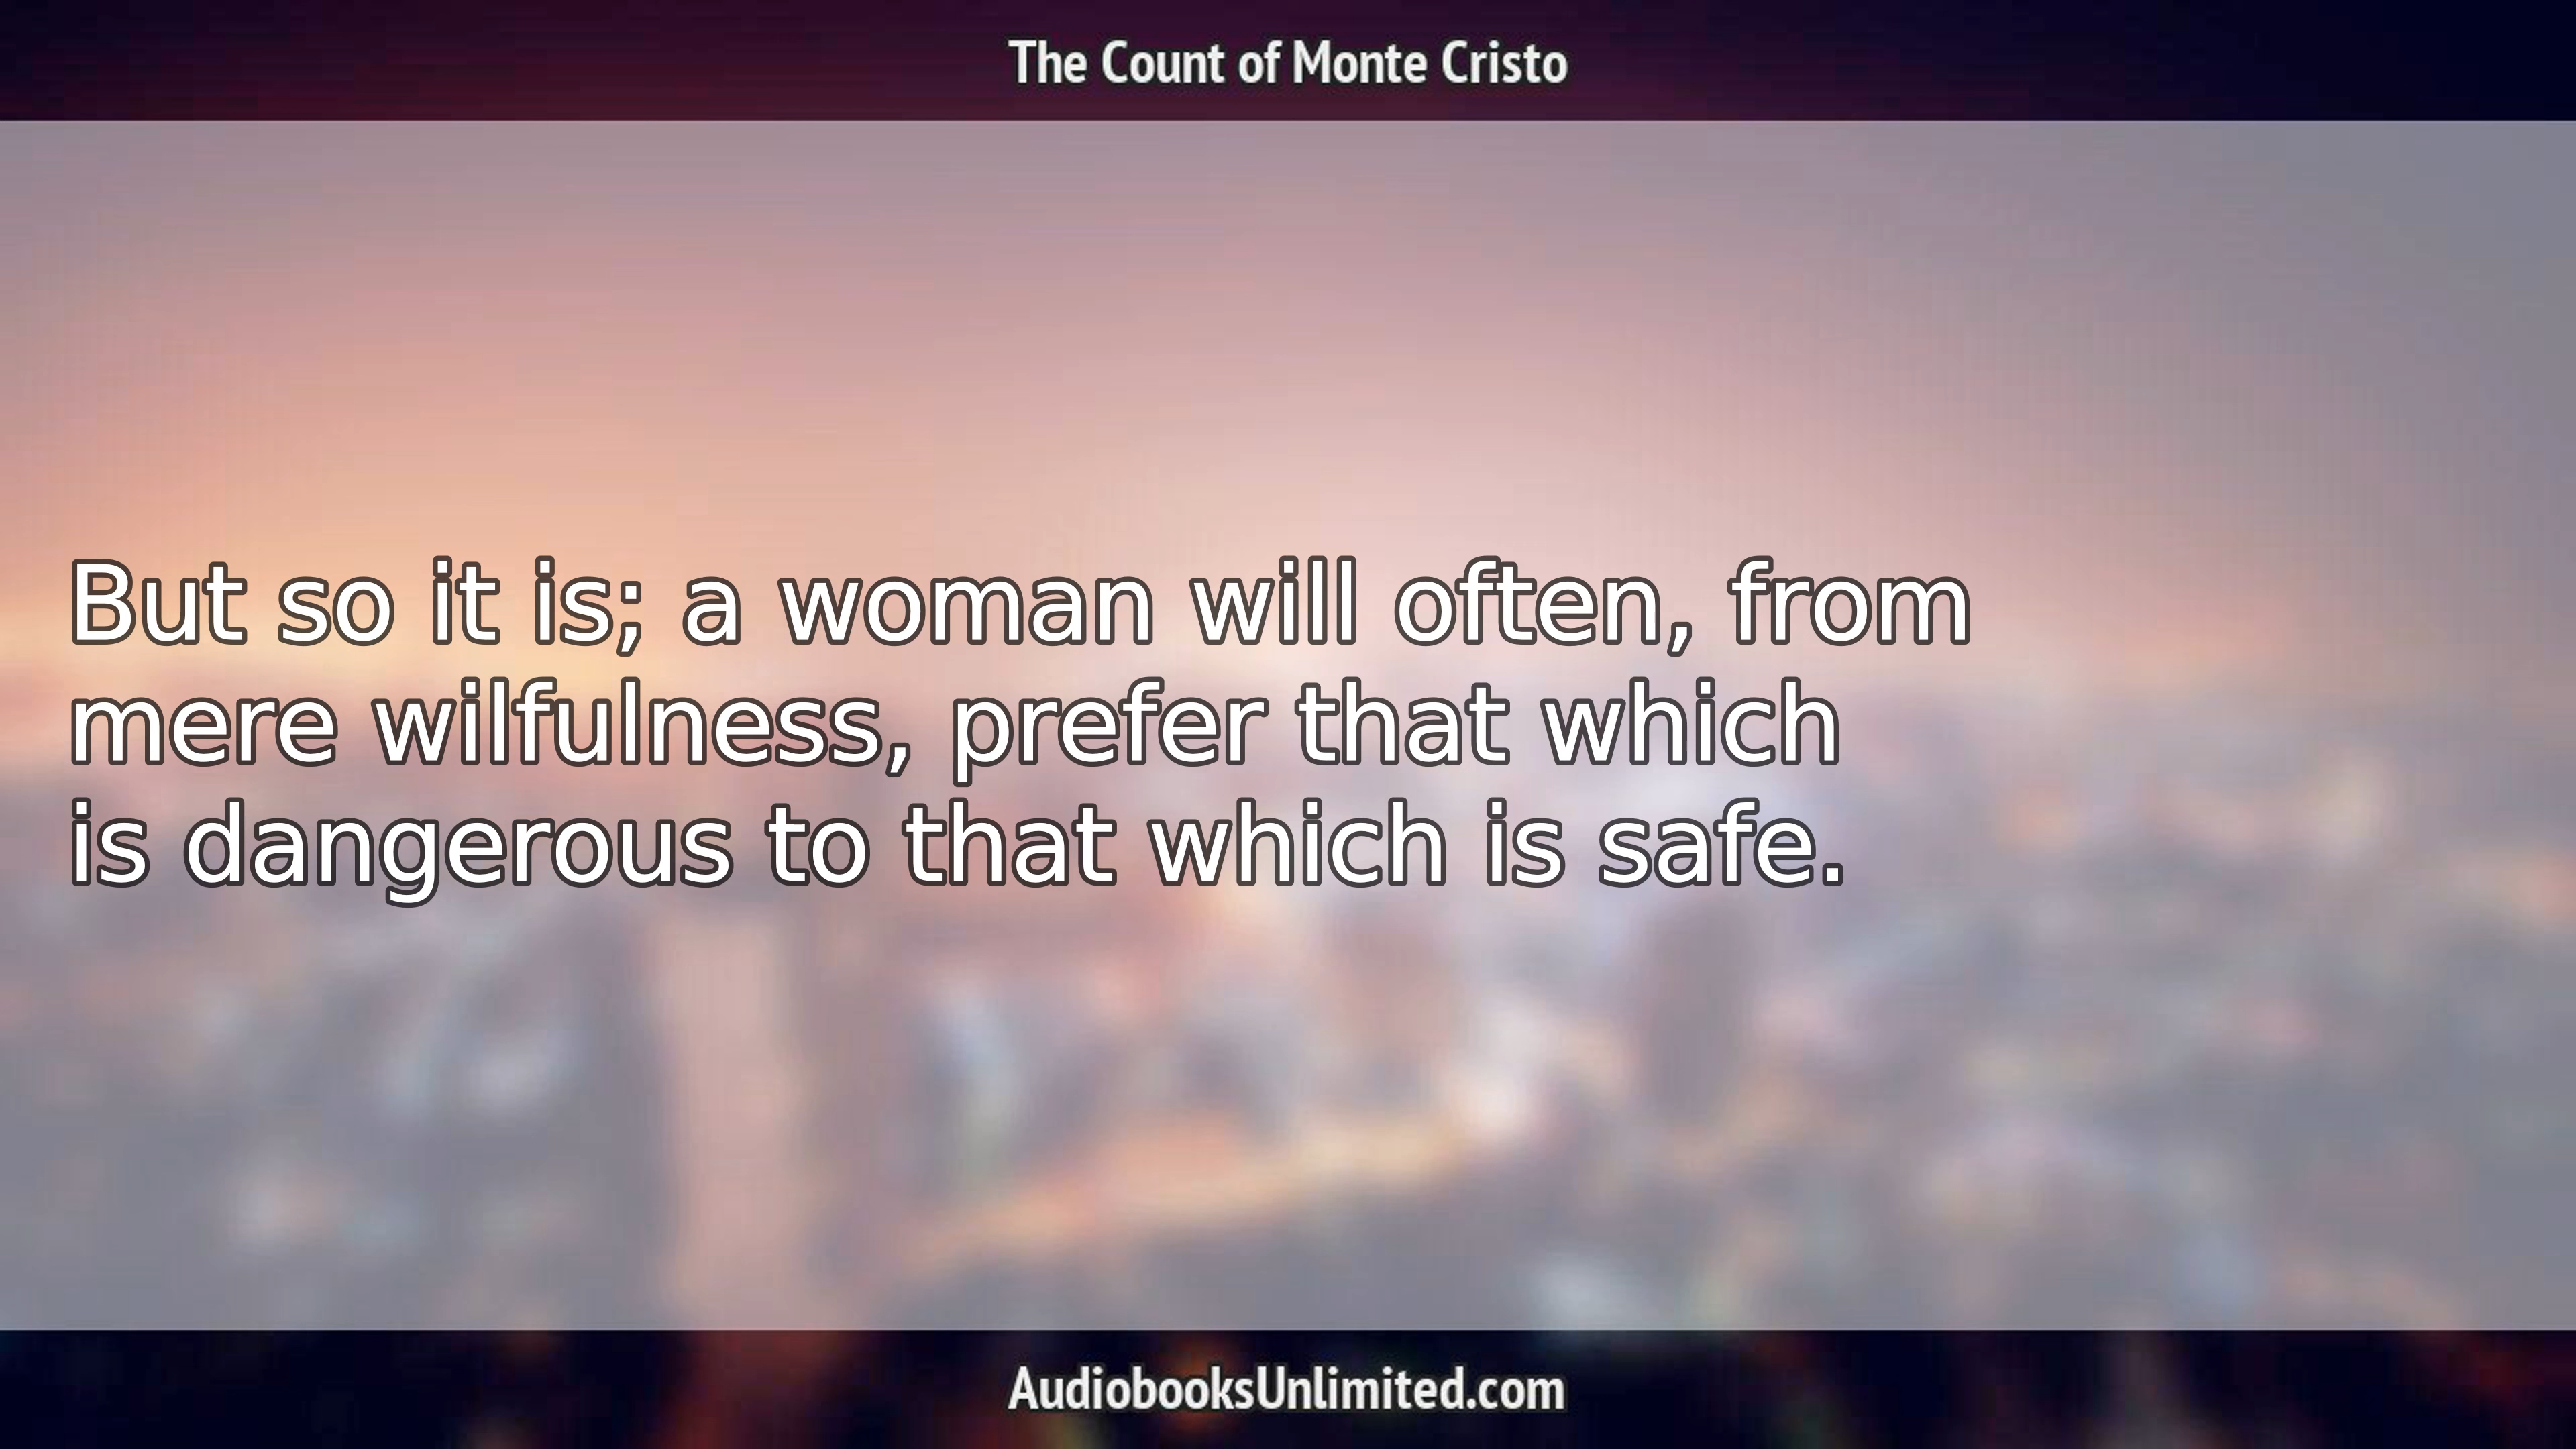 The Count of Monte Cristo
But so it is; a woman will often, from
mere wilfulness, prefer that which
is dangerous to that which is safe.
AudiobooksUnlimited.com